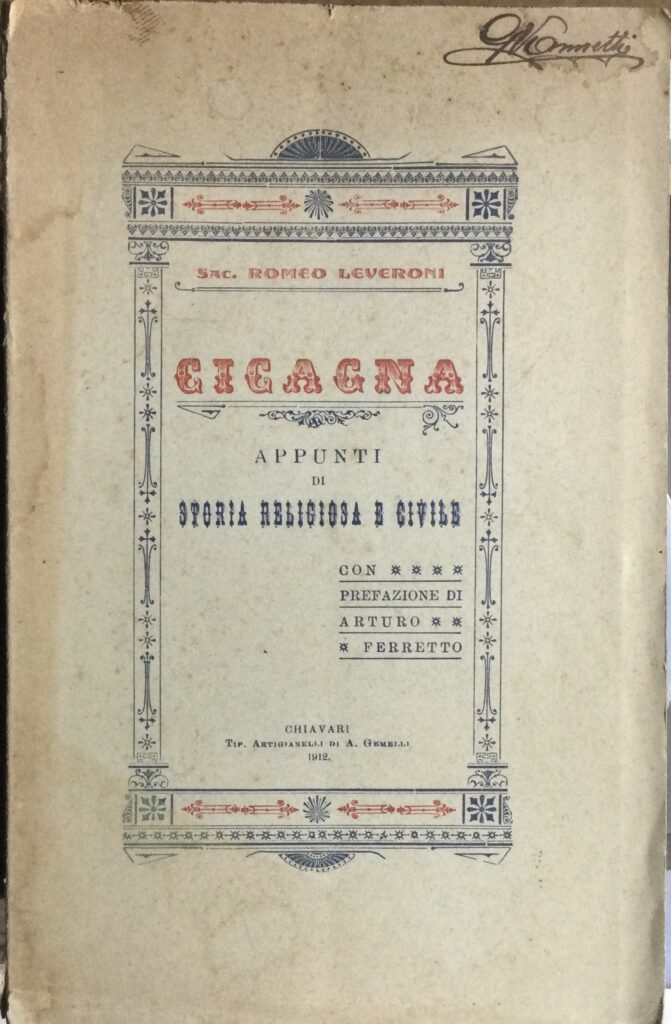 Sac. ROMEO LEVERONI
CICAGNA
APPUNTI
DI
STORIA RELIGIOSA E CIVILE
CON
PREFAZIONE DI
ARTURO
FERRETTO
CHIAVARI
Tip. Artigianelli di A. Gemelli
1912.